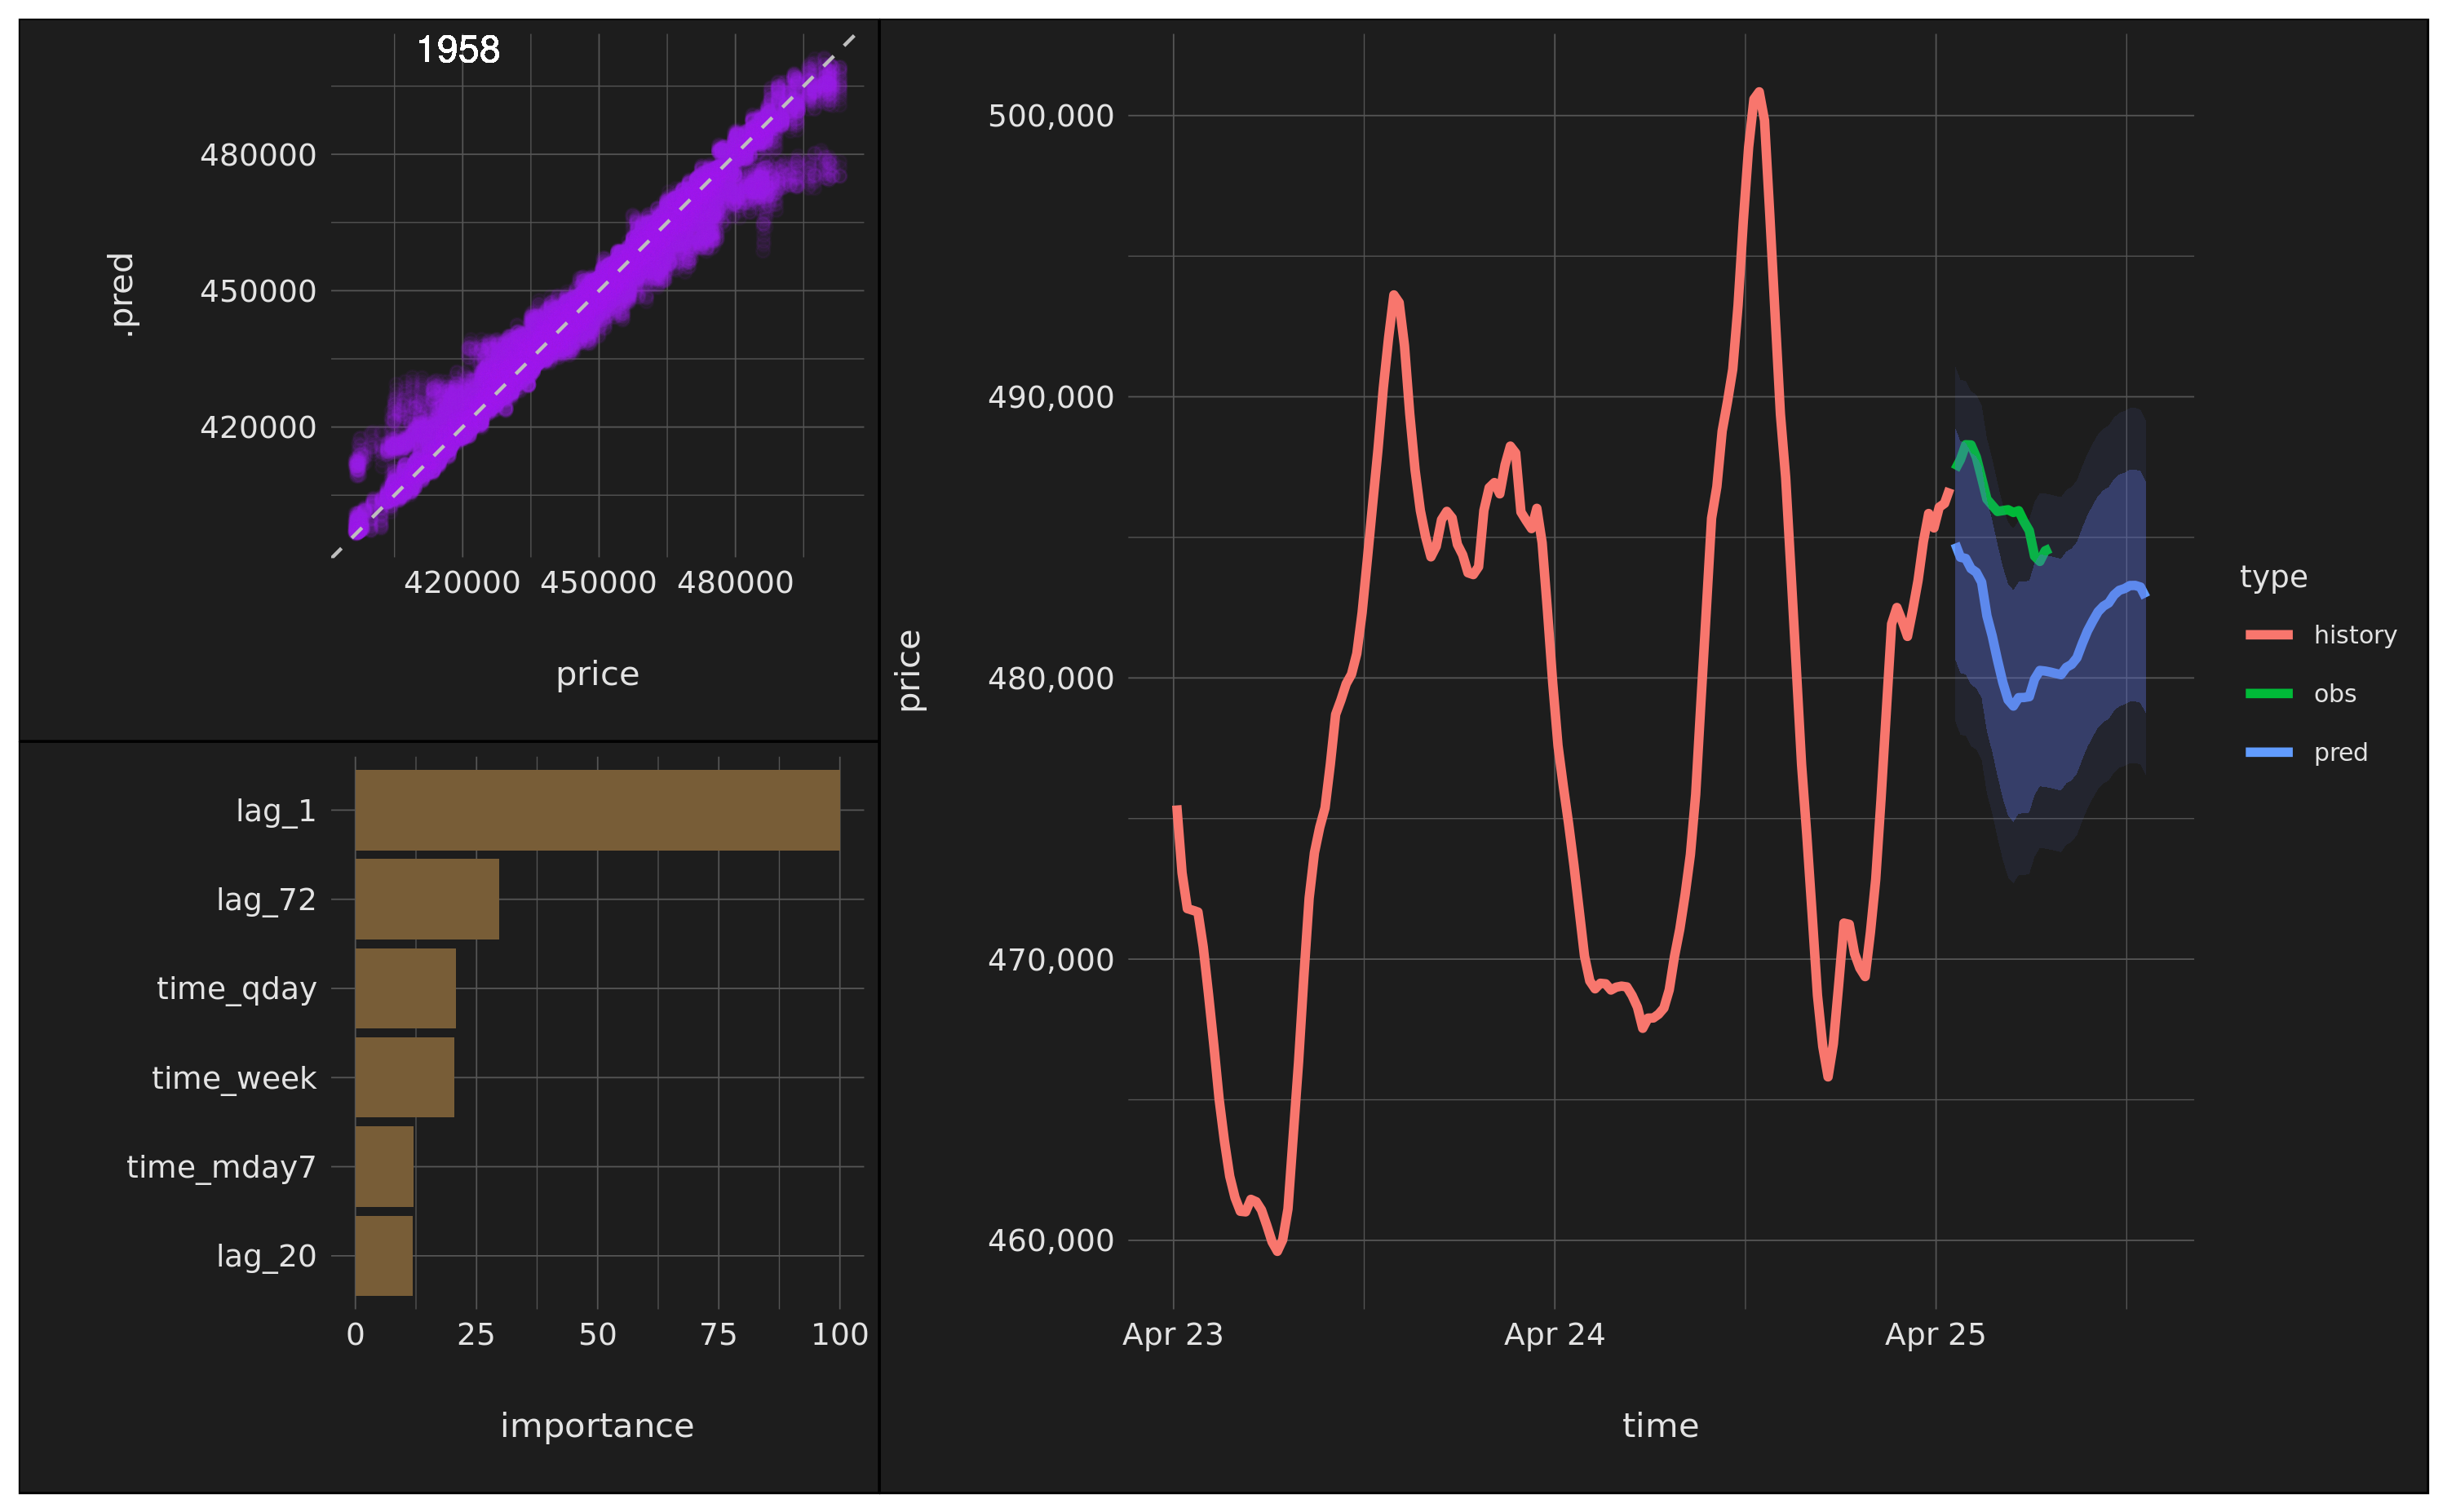 1958
.pred
480000
450000
420000
420000 450000 480000
price
lag_1
lag_72
time_qday
time_week
time_mday7
lag_20
0 25 50 75 100
importance
price
500,000
490,000
480,000
470,000
460,000
Apr 23 Apr 24 Apr 25
time
type
history
obs
pred